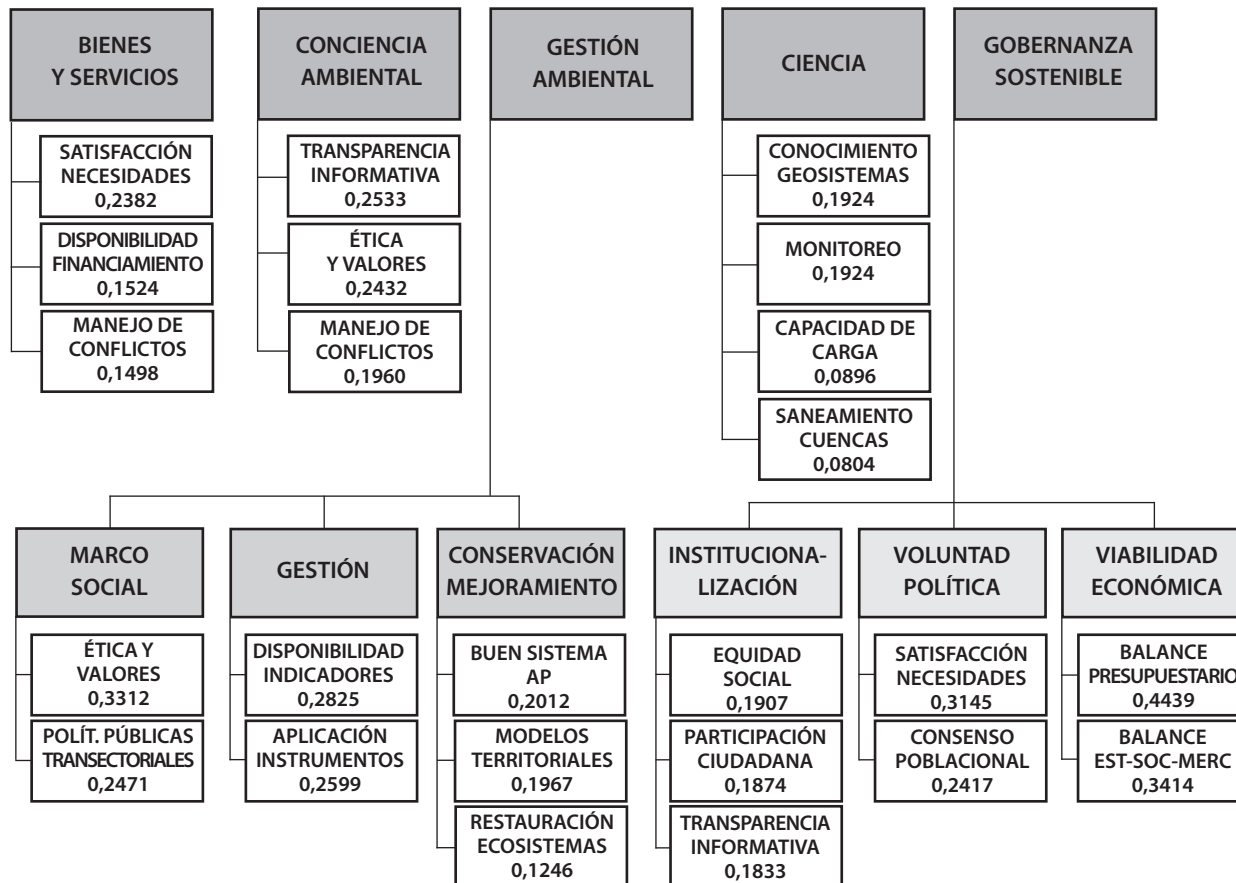 BIENES
Y SERVICIOS
SATISFACCIÓN
NECESIDADES
0,2382
DISPONIBILIDAD
FINANCIAMIENTO
0,1524
MANEJO DE
CONFLICTOS
0,1498
CONCIENCIA
AMBIENTAL
TRANSPARENCIA
INFORMATIVA
0,2533
ÉTICA
Y VALORES
0,2432
MANEJO DE
CONFLICTOS
0,1960
GESTIÓN
AMBIENTAL
CIENCIA
CONOCIMIENTO
GEOSISTEMAS
0,1924
MONITOREO
0,1924
CAPACIDAD DE
CARGA
0,0896
SANEAMIENTO
CUENCAS
0,0804
GOBERNANZA
SOSTENIBLE
MARCO
SOCIAL
ÉTICA Y
VALORES
0,3312
POLÍT. PÚBLICAS
TRANSECTORIALES
0,2471
GESTIÓN
DISPONIBILIDAD
INDICADORES
0,2825
APLICACIÓN
INSTRUMENTOS
0,2599
CONSERVACIÓN
MEJORAMIENTO
BUEN SISTEMA
AP
0,2012
MODELOS
TERRITORIALES
0,1967
RESTAURACIÓN
ECOSISTEMAS
0,1246
INSTITUCIONA-
LIZACIÓN
EQUIDAD
SOCIAL
0,1907
PARTICIPACIÓN
CIUDADANA
0,1874
TRANSPARENCIA
INFORMATIVA
0,1833
VOLUNTAD
POLÍTICA
SATISFACCIÓN
NECESIDADES
0,3145
CONSENSO
POBLACIONAL
0,2417
VIABILIDAD
ECONÓMICA
BALANCE
PRESUPUESTARIO
0,4439
BALANCE
EST-SOC-MERC
0,3414